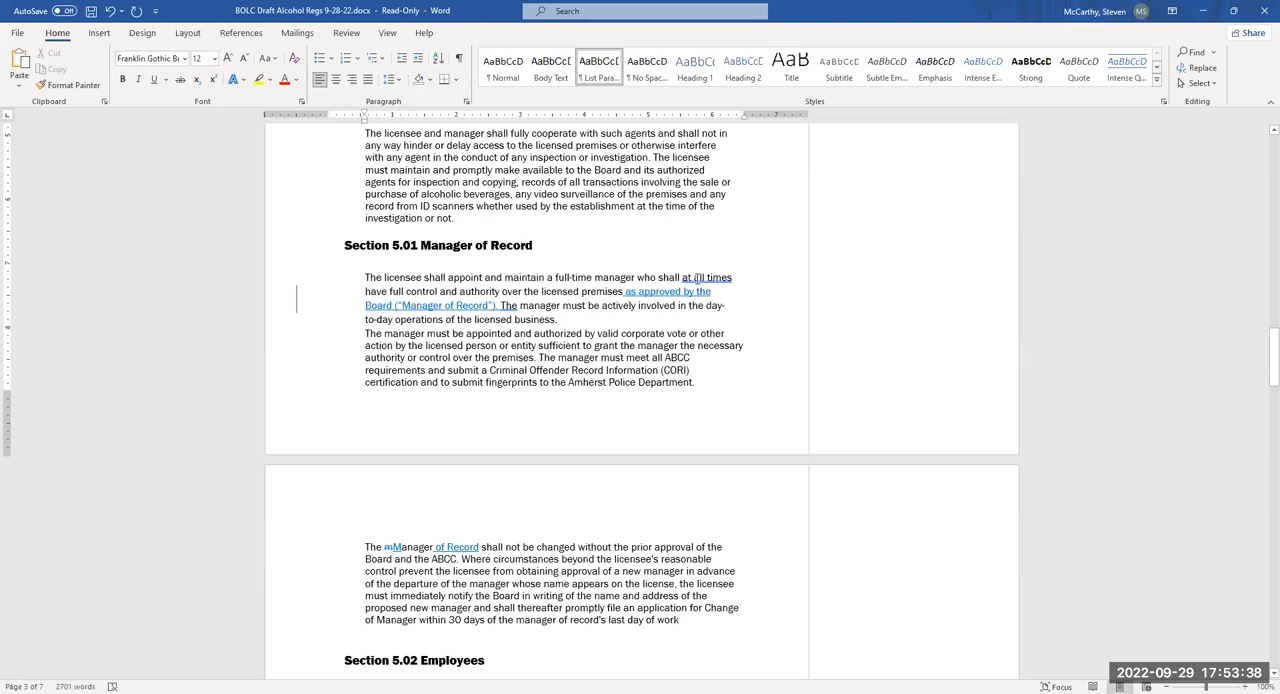 AutoSave Off BOLC Draft Alcohol Regs 9-28-22.docx - Read-Only - Word Search McCarthy, Steven MS
File Home Insert Design Layout References Mailings Review View Help Share
Paste Cut Copy Format Painter Franklin Gothic Bo 12
AaBbCcD AaBbCcD AaBbC( AaBbCcD AaB AaBbCcD AaBbCcD AaBbCcD AaBbCcD AaBbCcD AaBbCcD AaBbCcD
¶ Normal Body Text ¶ List Para... ¶ No Spac... Heading 1 Heading 2 Title Subtitle Subtle Em... Emphasis Intense E... Strong Quote Intense Q...
Find Replace Select
Clipboard Font Paragraph Styles Editing
The licensee and manager shall fully cooperate with such agents and shall not in
any way hinder or delay access to the licensed premises or otherwise interfere
with any agent in the conduct of any inspection or investigation. The licensee
must maintain and promptly make available to the Board and its authorized
agents for inspection and copying, records of all transactions involving the sale or
purchase of alcoholic beverages, any video surveillance of the premises and any
record from ID scanners whether used by the establishment at the time of the
investigation or not.
Section 5.01 Manager of Record
The licensee shall appoint and maintain a full-time manager who shall at all times
have full control and authority over the licensed premises as approved by the
Board (“Manager of Record”). The manager must be actively involved in the day-
to-day operations of the licensed business.
The manager must be appointed and authorized by valid corporate vote or other
action by the licensed person or entity sufficient to grant the manager the necessary
authority or control over the premises. The manager must meet all ABCC
requirements and submit a Criminal Offender Record Information (CORI)
certification and to submit fingerprints to the Amherst Police Department.
The mManager of Record shall not be changed without the prior approval of the
Board and the ABCC. Where circumstances beyond the licensee's reasonable
control prevent the licensee from obtaining approval of a new manager in advance
of the departure of the manager whose name appears on the license, the licensee
must immediately notify the Board in writing of the name and address of the
proposed new manager and shall thereafter promptly file an application for Change
of Manager within 30 days of the manager of record's last day of work
Section 5.02 Employees
2022-09-29 17:53:38
Page 3 of 7 2701 words Focus 100%